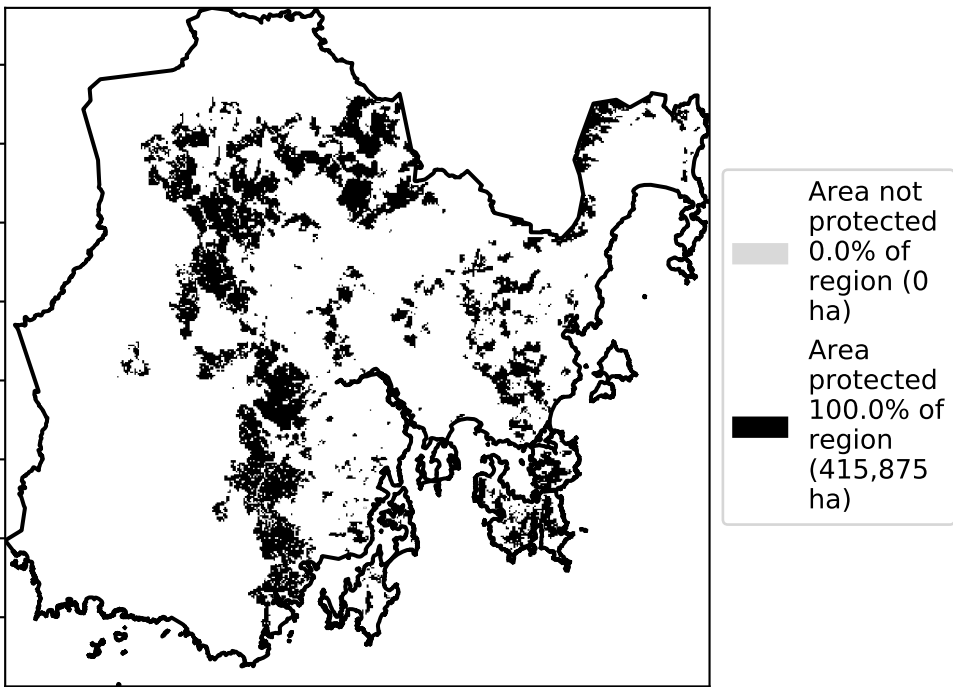 Area not
protected
0.0% of
region (0
ha)
Area
protected
100.0% of
region
(415,875
ha)